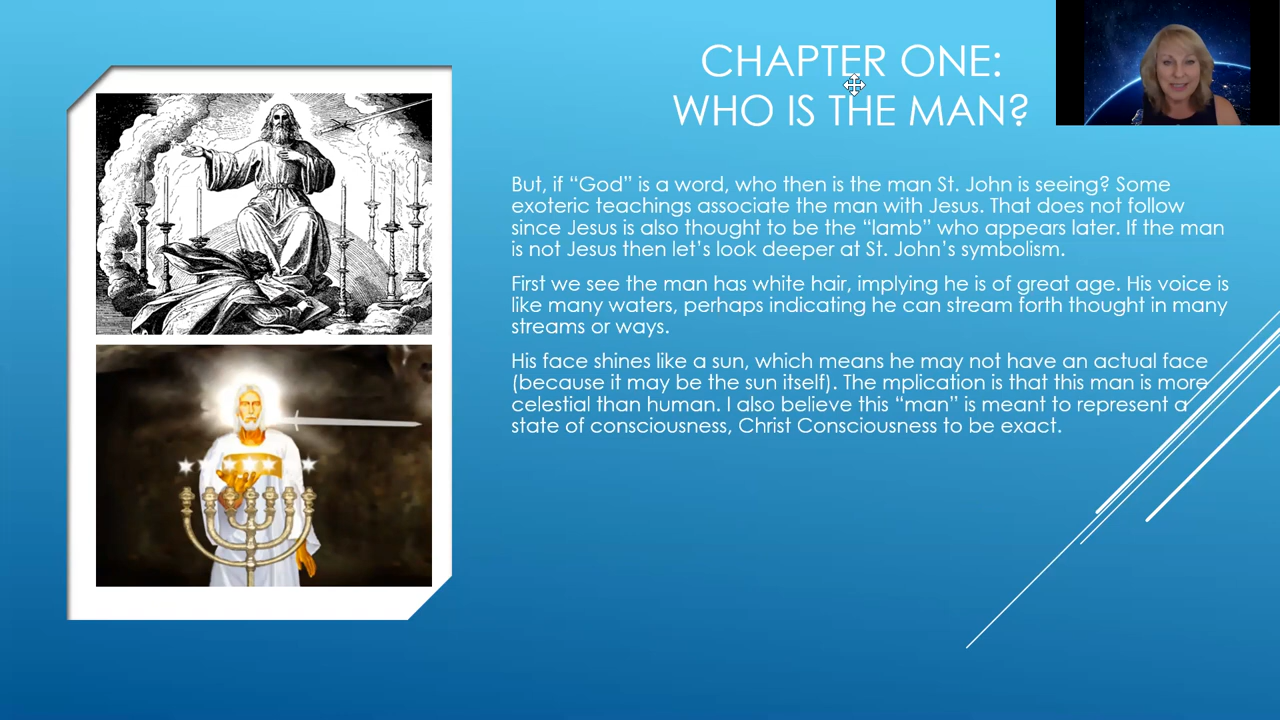 CHAPTER ONE:
WHO IS THE MAN?
But, if “God” is a word, who then is the man St. John is seeing? Some
exoteric teachings associate the man with Jesus. That does not follow
since Jesus is also thought to be the “lamb” who appears later. If the man
is not Jesus then let’s look deeper at St. John’s symbolism.
First we see the man has white hair, implying he is of great age. His voice is
like many waters, perhaps indicating he can stream forth thought in many
streams or ways.
His face shines like a sun, which means he may not have an actual face
(because it may be the sun itself). The mplication is that this man is more
celestial than human. I also believe this “man” is meant to represent a
state of consciousness, Christ Consciousness to be exact.